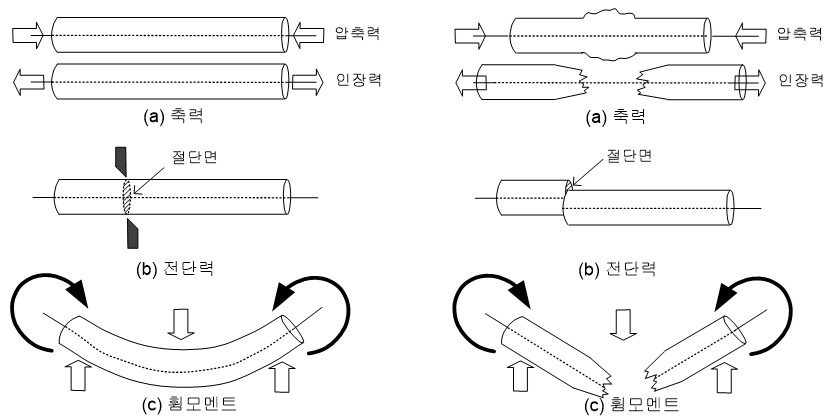 압축력
인장력
(a) 축력
절단면
(b) 전단력
(c) 휨모멘트
압축력
인장력
(a) 축력
절단면
(b) 전단력
(c) 휨모멘트